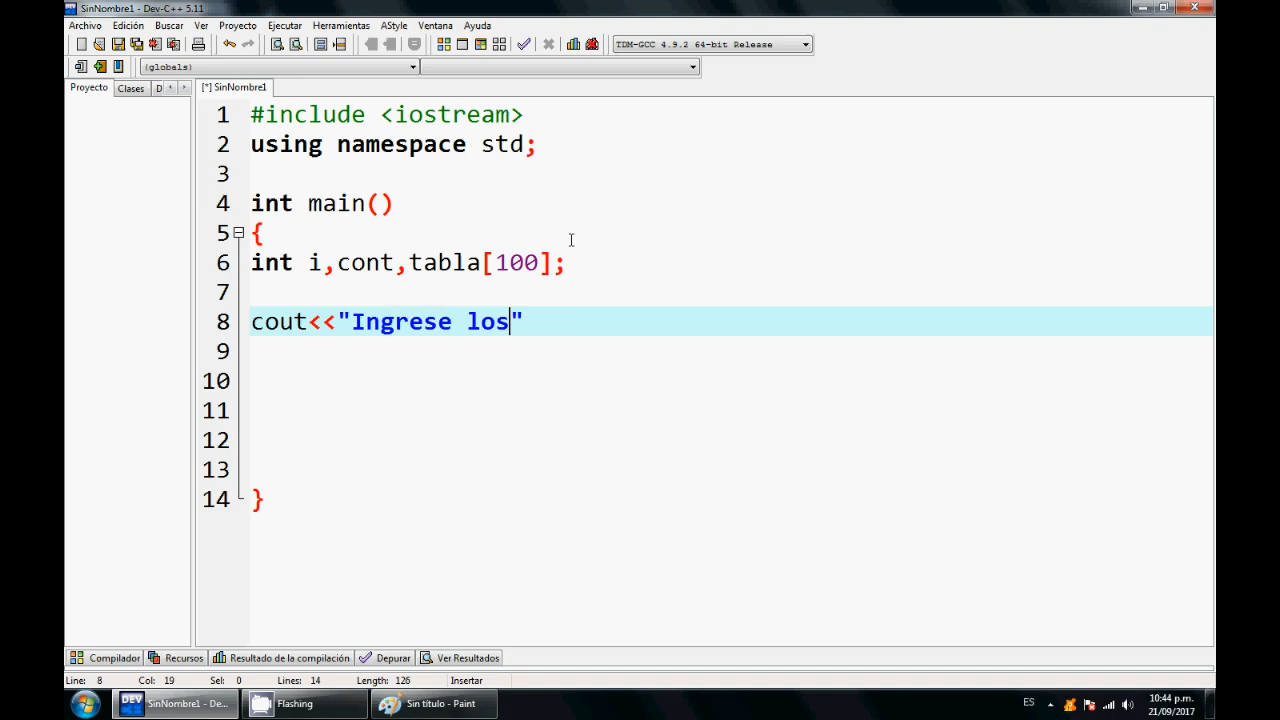 SinNombre1 - Dev-C++ 5.11
Archivo Edición Buscar Ver Proyecto Ejecutar Herramientas AStyle Ventana Ayuda
TDM-GCC 4.9.2 64-bit Release
(globals)
Proyecto Clases D
[*] SinNombre1
1 #include <iostream>
2 using namespace std;
3
4 int main()
5 {
6 int i,cont,tabla[100];
7
8 cout<<"Ingrese los"
9
10
11
12
13
14 }
Compilador Recursos Resultado de la compilación Depurar Ver Resultados
Line: 8 Col: 19 Sel: 0 Lines: 14 Length: 126 Insertar
DEV SinNombre1 - De... Flashing Sin título - Paint ES 10:44 p.m.
21/09/2017